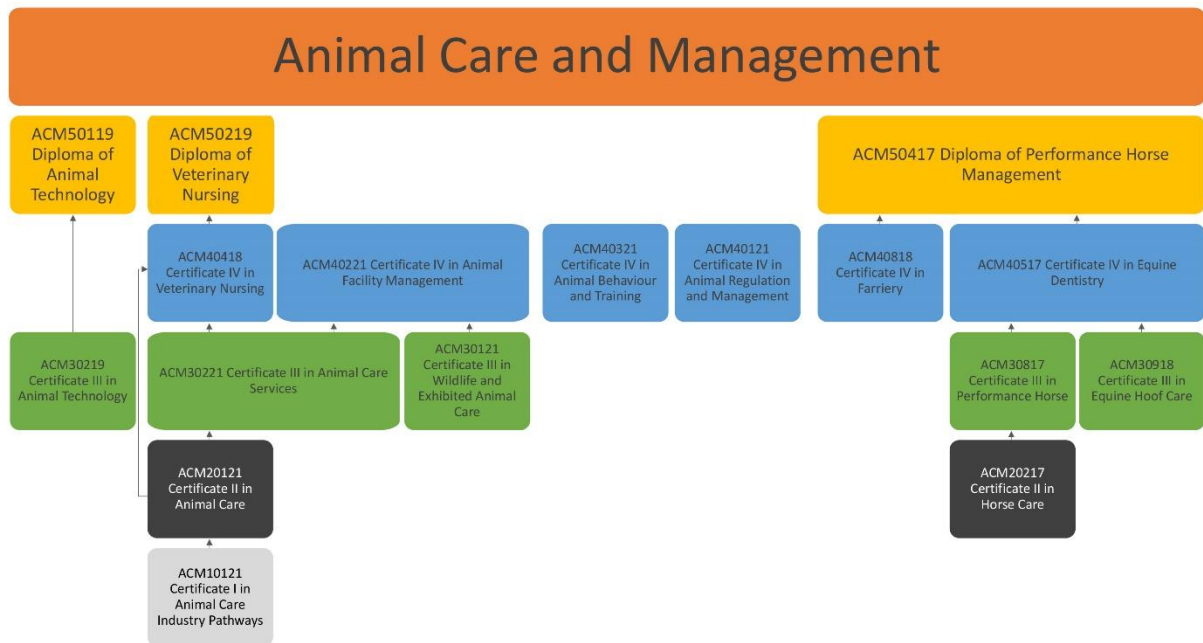 Animal Care and Management
ACM50119
Diploma of
Animal
Technology
ACM50219
Diploma of
Veterinary
Nursing
ACM50417 Diploma of Performance Horse
Management
ACM40418
Certificate IV in
Veterinary Nursing
ACM40221 Certificate IV in Animal
Facility Management
ACM40321
Certificate IV in
Animal Behaviour
and Training
ACM40121
Certificate IV in
Animal Regulation
and Management
ACM40818
Certificate IV in
Farriery
ACM40517 Certificate IV in Equine
Dentistry
ACM30219
Certificate III in
Animal Technology
ACM30221 Certificate III in Animal Care
Services
ACM30121
Certificate III in
Wildlife and
Exhibited Animal
Care
ACM30817
Certificate III in
Performance Horse
ACM30918
Certificate III in
Equine Hoof Care
ACM20121
Certificate II in
Animal Care
ACM20217
Certificate II in
Horse Care
ACM10121
Certificate I in
Animal Care
Industry Pathways